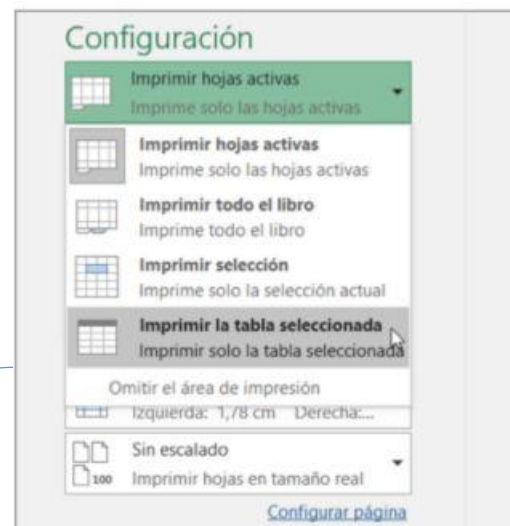 Configuración
Imprimir hojas activas
Imprime solo las hojas activas
Imprimir hojas activas
Imprime solo las hojas activas
Imprimir todo el libro
Imprime todo el libro
Imprimir selección
Imprime solo la selección actual
Imprimir la tabla seleccionada
Imprimir solo la tabla seleccionada
Omitir el área de impresión
Izquierda: 1,78 cm Derecha:...
Sin escalado
100 Imprimir hojas en tamaño real
Configurar página